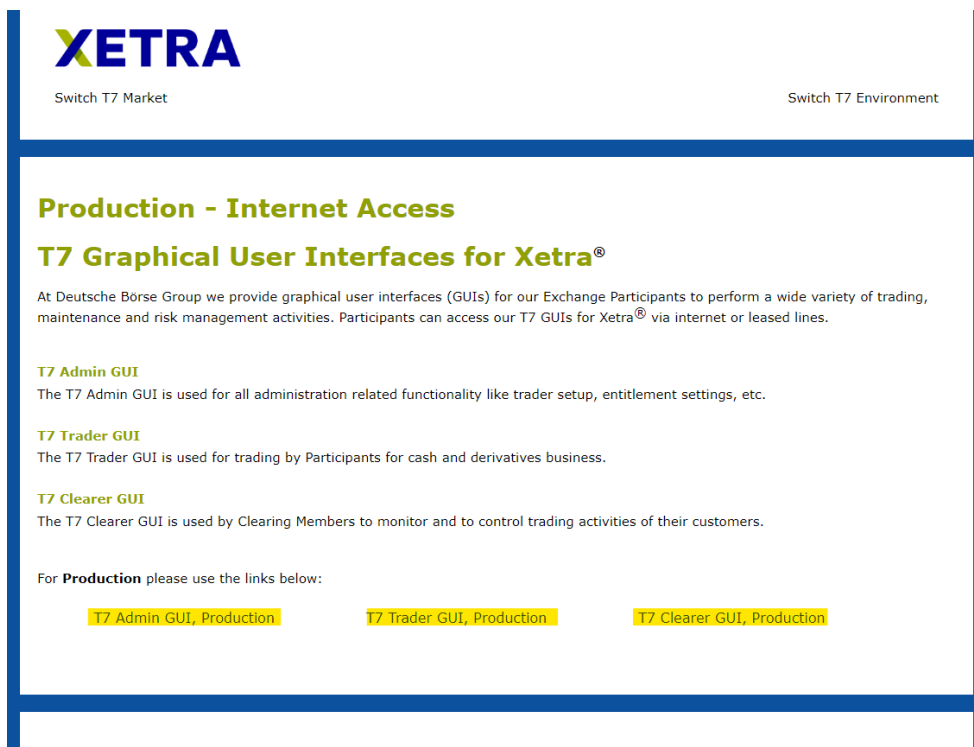 XETRA
Switch T7 Market
Switch T7 Environment
Production - Internet Access
T7 Graphical User Interfaces for Xetra®
At Deutsche Börse Group we provide graphical user interfaces (GUIs) for our Exchange Participants to perform a wide variety of trading,
maintenance and risk management activities. Participants can access our T7 GUIs for Xetra® via internet or leased lines.
T7 Admin GUI
The T7 Admin GUI is used for all administration related functionality like trader setup, entitlement settings, etc.
T7 Trader GUI
The T7 Trader GUI is used for trading by Participants for cash and derivatives business.
T7 Clearer GUI
The T7 Clearer GUI is used by Clearing Members to monitor and to control trading activities of their customers.
For Production please use the links below:
T7 Admin GUI, Production
T7 Trader GUI, Production
T7 Clearer GUI, Production